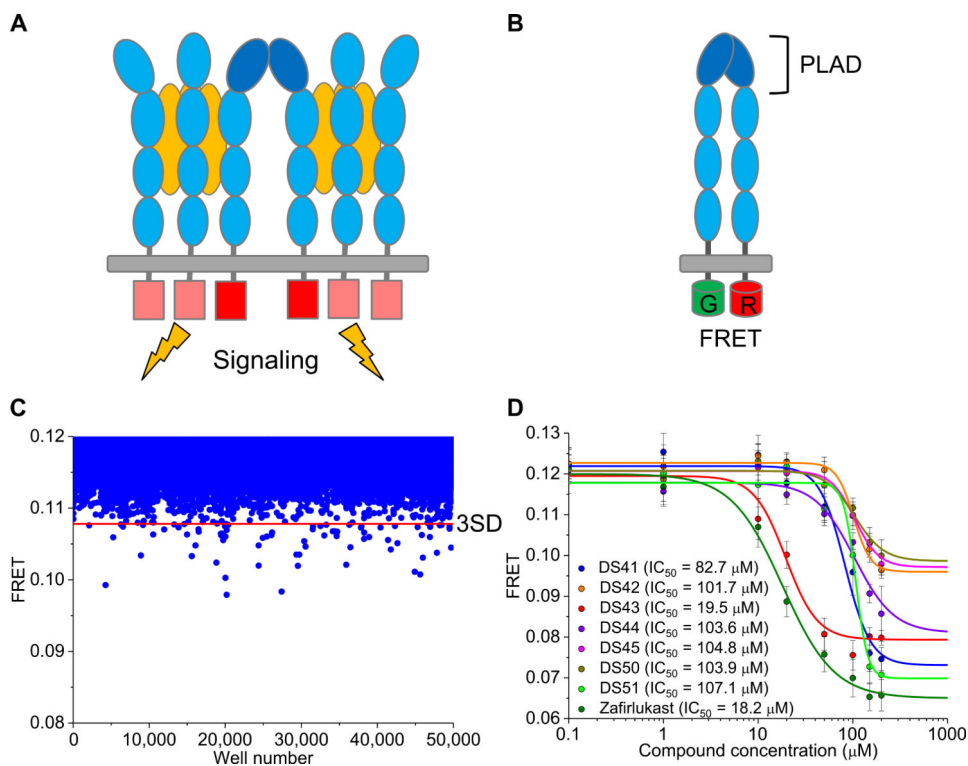 A
Signaling
B
PLAD
G R
FRET
C
0.12
0.11
0.10
0.09
0.08
FRET
3SD
0 10,000 20,000 30,000 40,000 50,000
Well number
D
0.13
0.12
0.11
0.10
0.09
0.08
0.07
0.06
FRET
DS41 (IC₅₀ = 82.7 μM)
DS42 (IC₅₀ = 101.7 μM)
DS43 (IC₅₀ = 19.5 μM)
DS44 (IC₅₀ = 103.6 μM)
DS45 (IC₅₀ = 104.8 μM)
DS50 (IC₅₀ = 103.9 μM)
DS51 (IC₅₀ = 107.1 μM)
Zafirlukast (IC₅₀ = 18.2 μM)
0.1 1 10 100 1000
Compound concentration (μM)